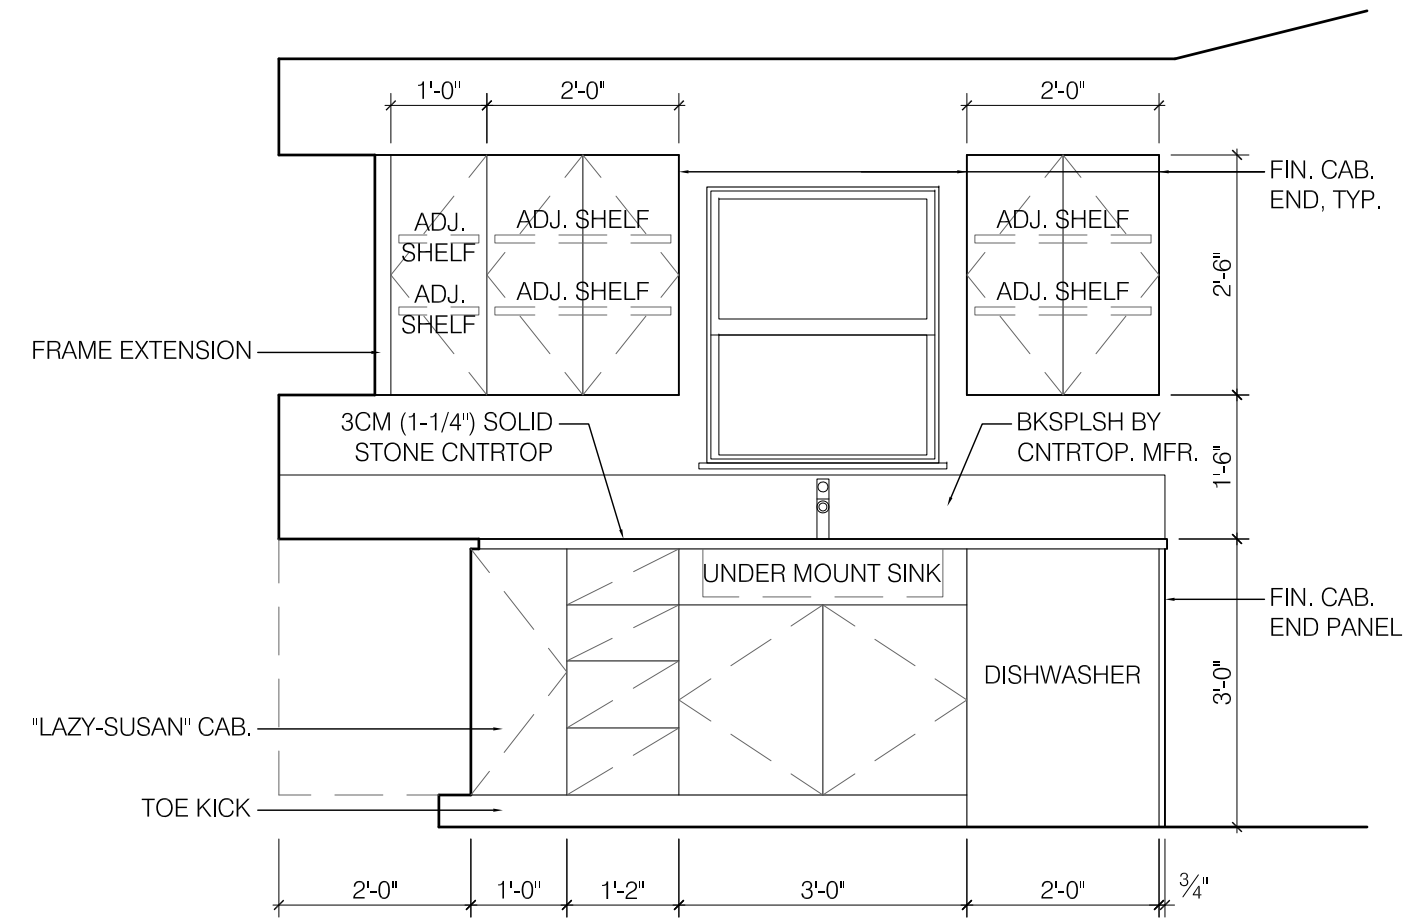 1'-0"
2'-0"
2'-0"
FIN. CAB.
END, TYP.
ADJ.
SHELF
ADJ. SHELF
ADJ. SHELF
2'-6"
ADJ.
SHELF
ADJ. SHELF
ADJ. SHELF
FRAME EXTENSION
3CM (1-1/4") SOLID
STONE CNTRTOP
BKSPLSH BY
CNTRTOP. MFR.
1'-6"
UNDER MOUNT SINK
FIN. CAB.
END PANEL
DISHWASHER
3'-0"
"LAZY-SUSAN" CAB.
TOE KICK
2'-0"
1'-0"
1'-2"
3'-0"
2'-0"
3/4"